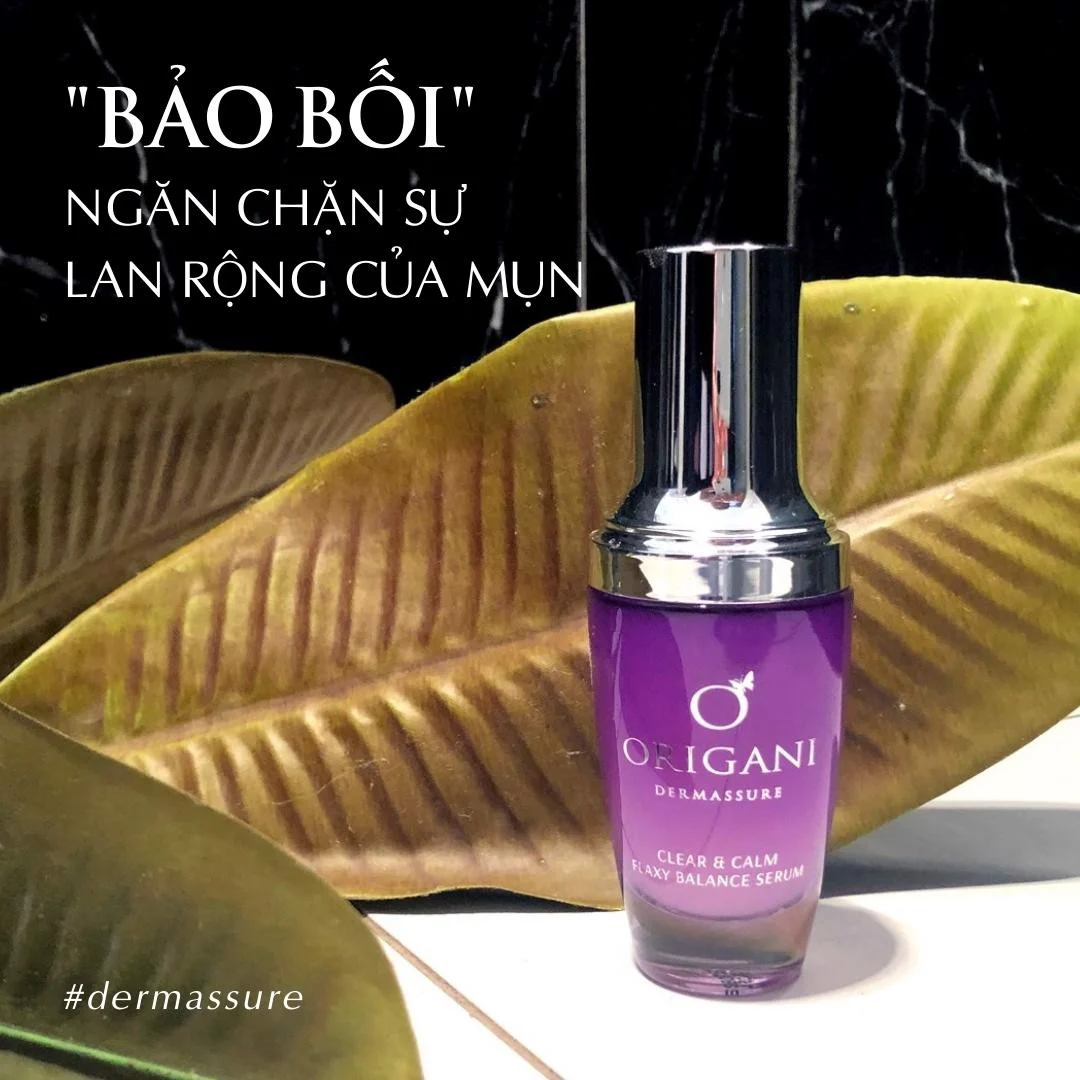 "BẢO BỐI"
NGĂN CHẶN SỰ
LAN RỘNG CỦA MỤN
ORIGANI
DERMASSURE
CLEAR & CALM
FLAXY BALANCE SERUM
#dermassure